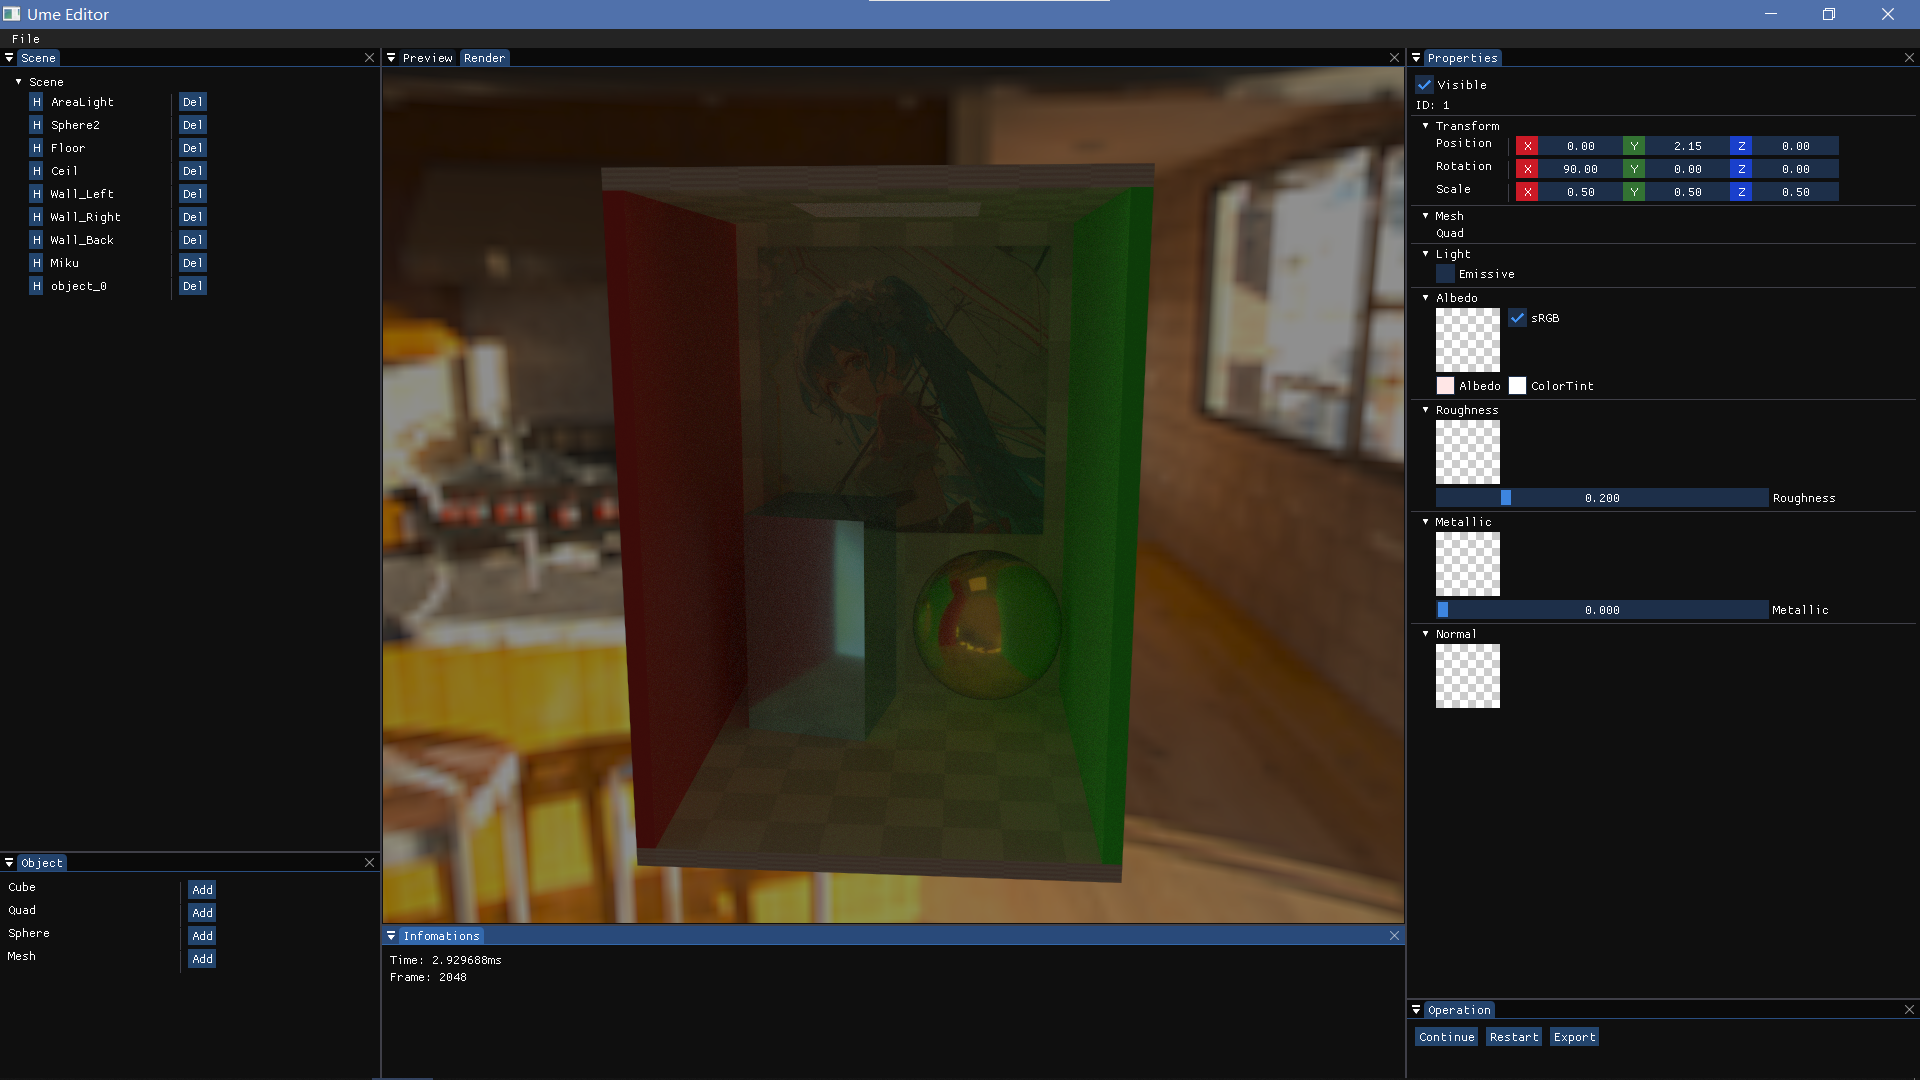 Ume Editor
File
Scene
Scene
H AreaLight Del
H Sphere2 Del
H Floor Del
H Ceil Del
H Wall_Left Del
H Wall_Right Del
H Wall_Back Del
H Miku Del
H object_0 Del
Object
Cube Add
Quad Add
Sphere Add
Mesh Add
Preview Render
Infomations
Time: 2.929688ms
Frame: 2048
Properties
Visible
ID: 1
Transform
Position X 0.00 Y 2.15 Z 0.00
Rotation X 90.00 Y 0.00 Z 0.00
Scale X 0.50 Y 0.50 Z 0.50
Mesh
Quad
Light
Emissive
Albedo
sRGB
Albedo ColorTint
Roughness
0.200 Roughness
Metallic
0.000 Metallic
Normal
Operation
Continue Restart Export